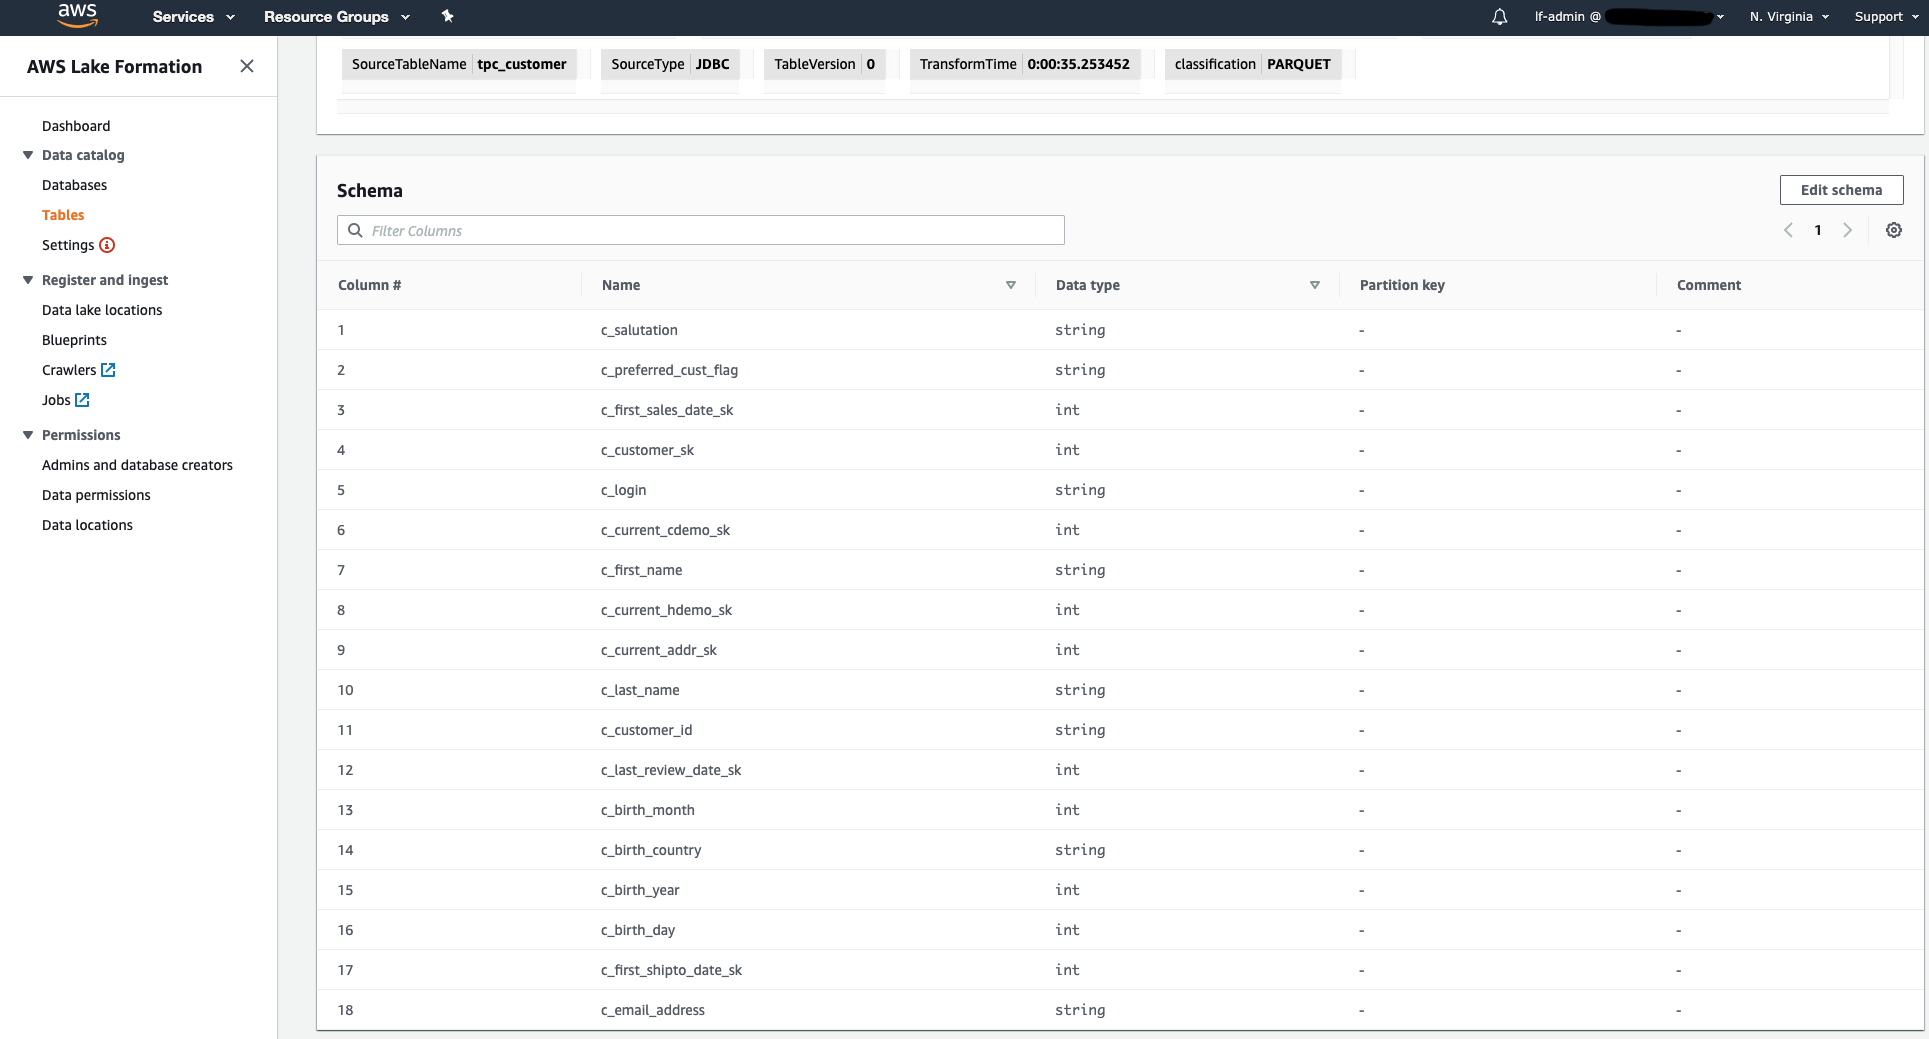 aws Services Resource Groups lf-admin @ N. Virginia Support
AWS Lake Formation
Dashboard
Data catalog
Databases
Tables
Settings
Register and ingest
Data lake locations
Blueprints
Crawlers
Jobs
Permissions
Admins and database creators
Data permissions
Data locations
SourceTableName tpc_customer SourceType JDBC TableVersion 0 TransformTime 0:00:35.253452 classification PARQUET
Schema
Edit schema
Filter Columns
1
Column # Name Data type Partition key Comment
1 c_salutation string - -
2 c_preferred_cust_flag string - -
3 c_first_sales_date_sk int - -
4 c_customer_sk int - -
5 c_login string - -
6 c_current_cdemo_sk int - -
7 c_first_name string - -
8 c_current_hdemo_sk int - -
9 c_current_addr_sk int - -
10 c_last_name string - -
11 c_customer_id string - -
12 c_last_review_date_sk int - -
13 c_birth_month int - -
14 c_birth_country string - -
15 c_birth_year int - -
16 c_birth_day int - -
17 c_first_shipto_date_sk int - -
18 c_email_address string - -